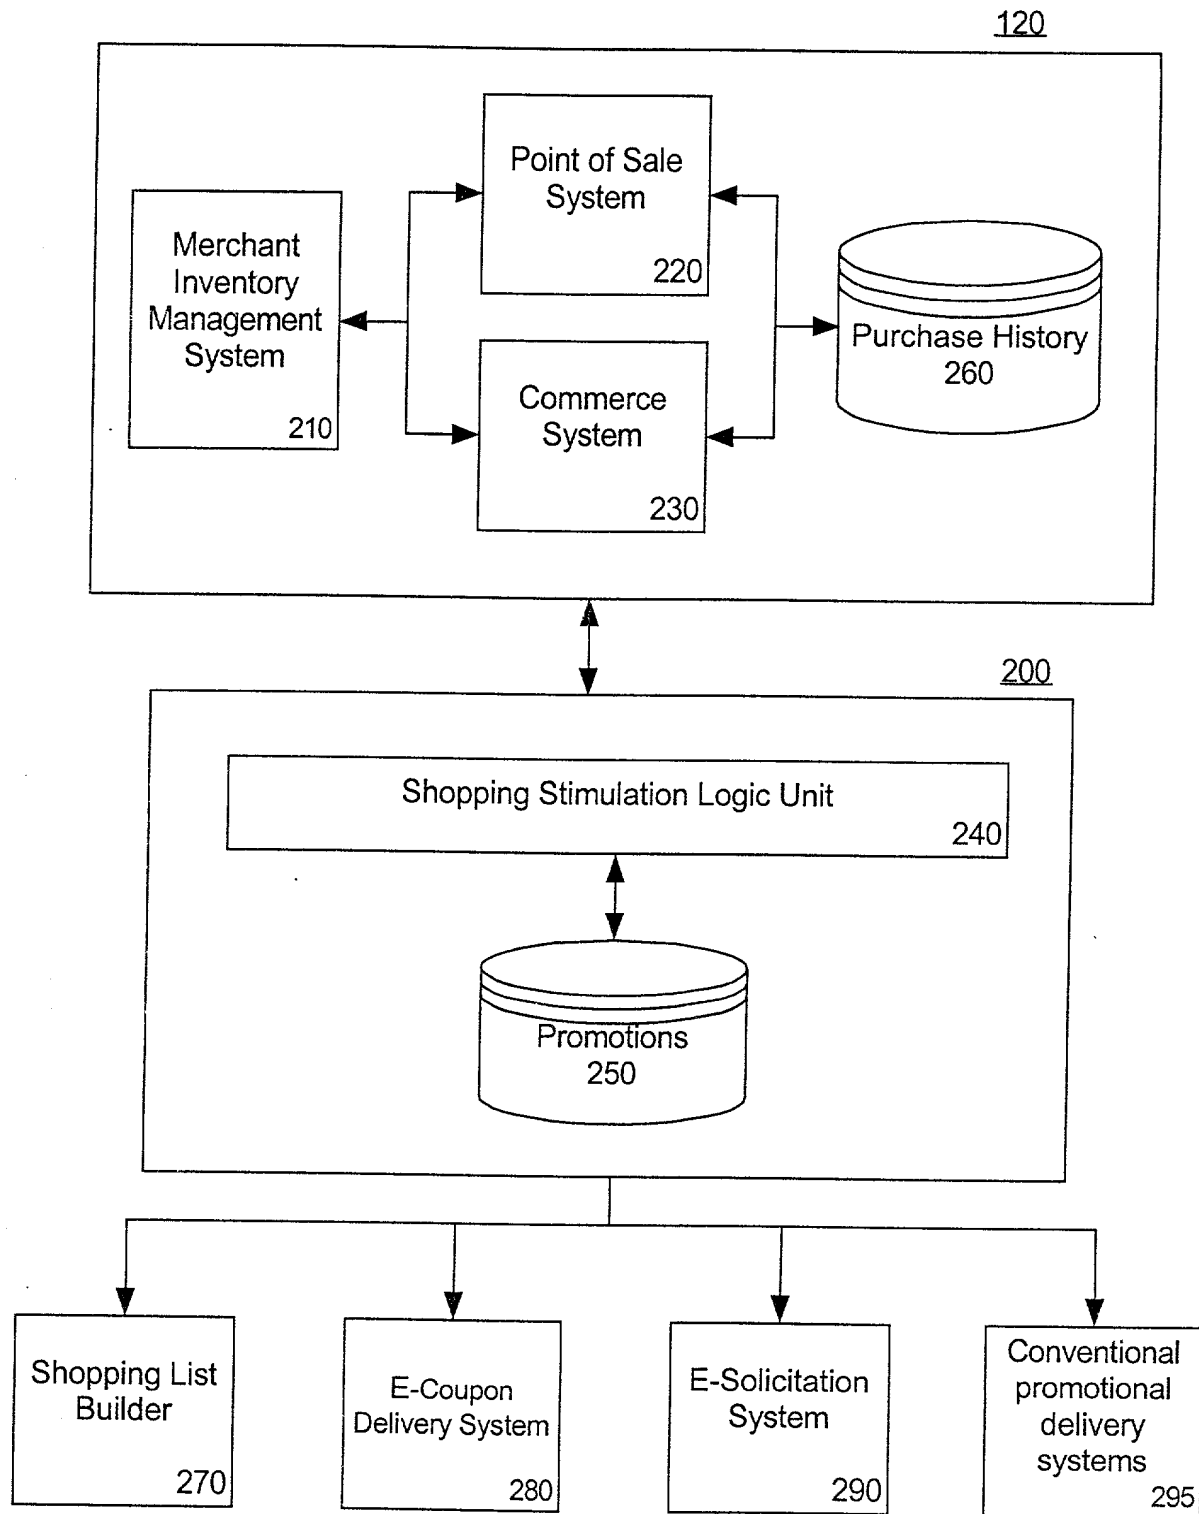 120
Point of Sale
System
220
Merchant
Inventory
Management
System
210
Purchase History
260
Commerce
System
230
200
Shopping Stimulation Logic Unit
240
Promotions
250
Shopping List
Builder
270
E-Coupon
Delivery System
280
E-Solicitation
System
290
Conventional
promotional
delivery
systems
295